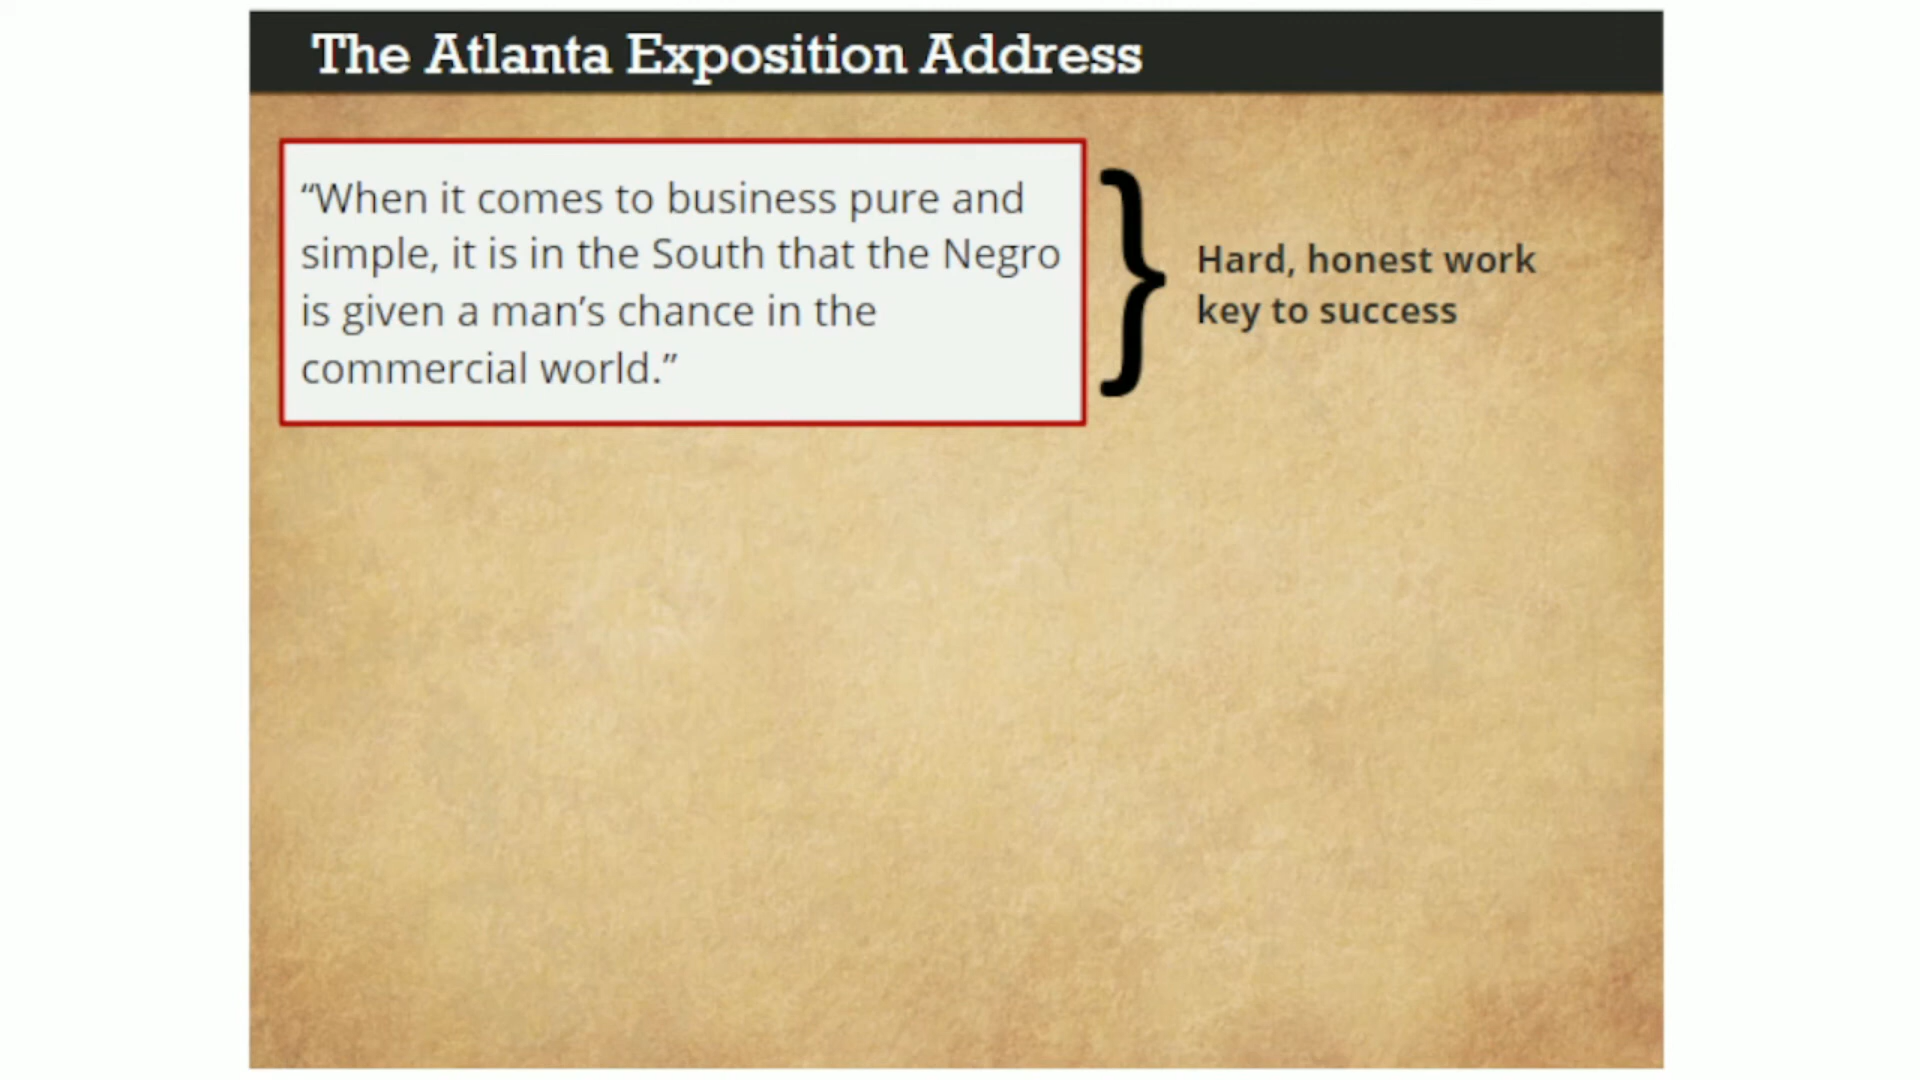 The Atlanta Exposition Address
“When it comes to business pure and
simple, it is in the South that the Negro
is given a man’s chance in the
commercial world.”
Hard, honest work
key to success